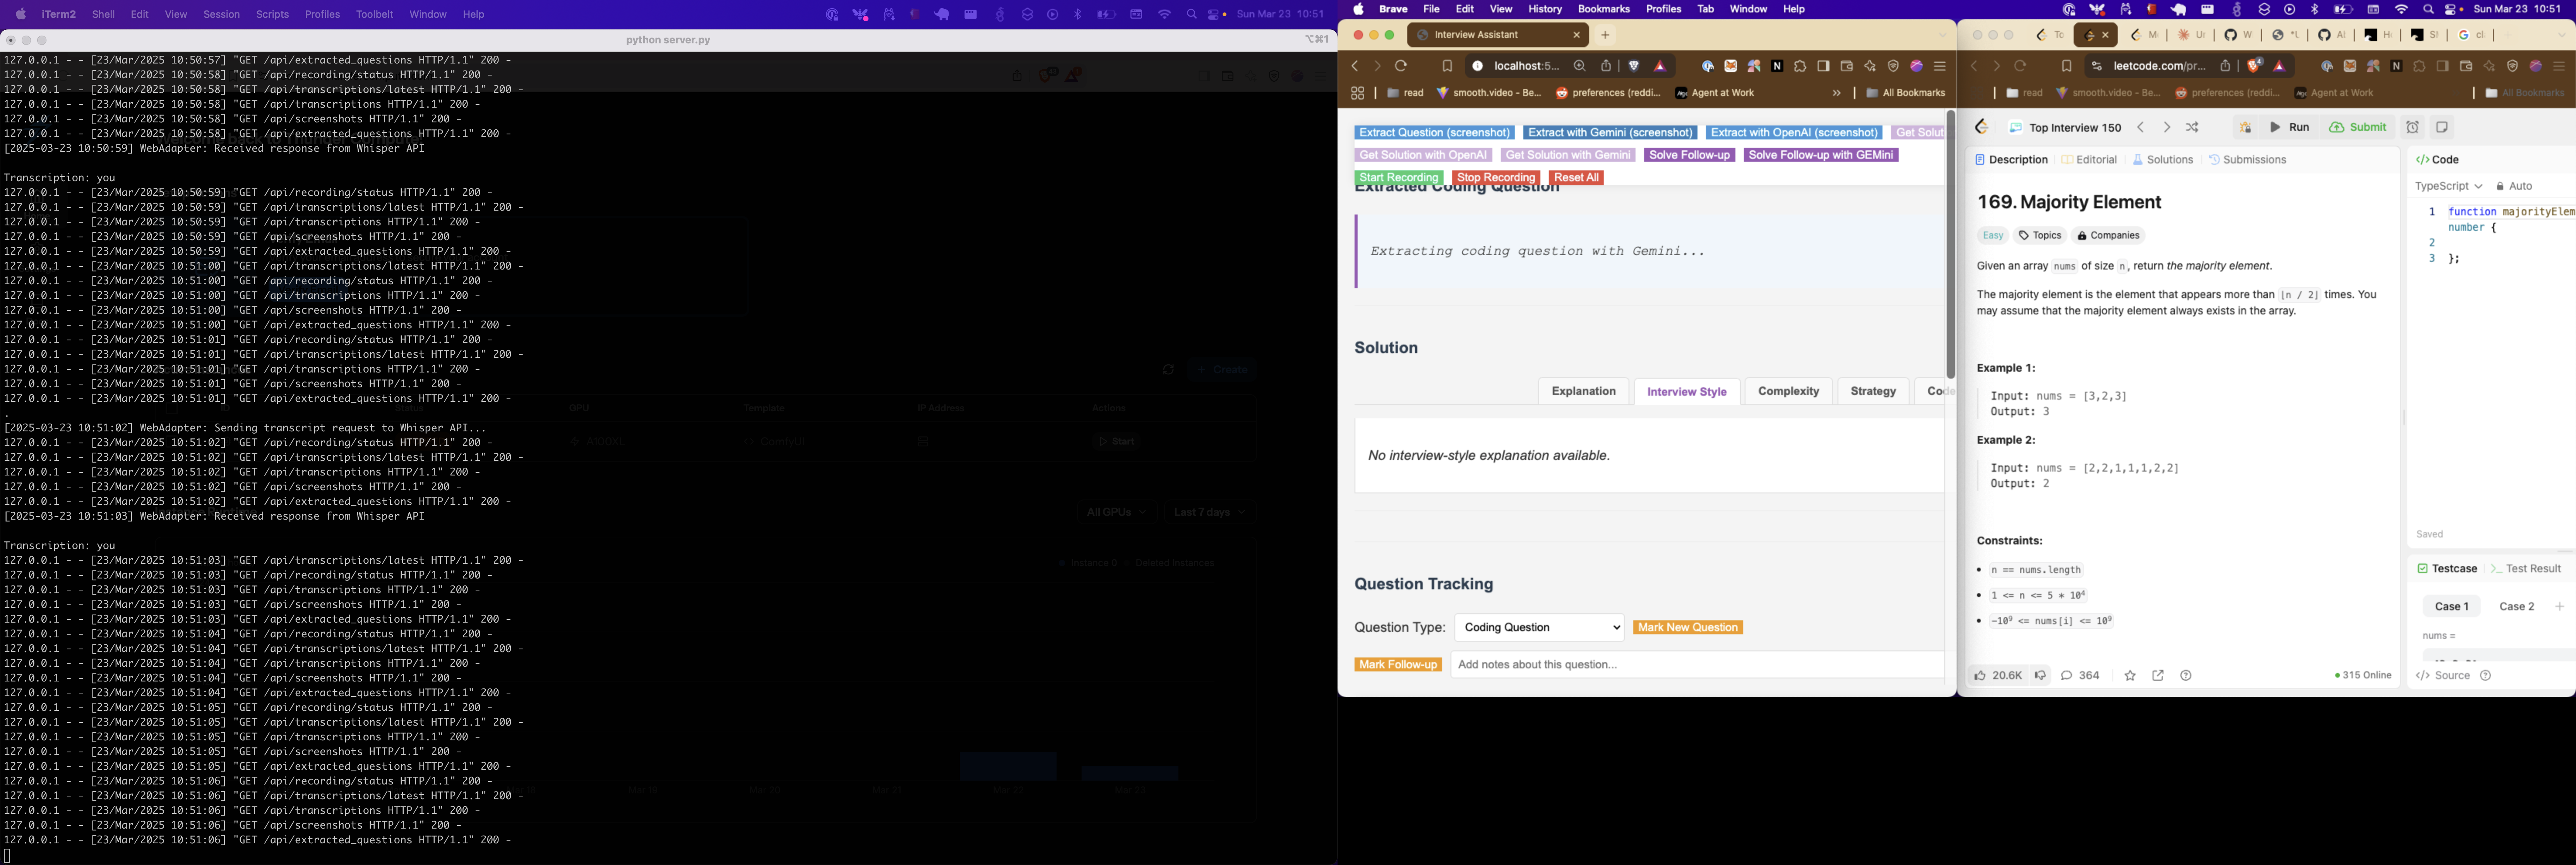 iTerm2 Shell Edit View Session Scripts Profiles Toolbelt Window Help Sun Mar 23 10:51
python server.py ⌥⌘1
127.0.0.1 - - [23/Mar/2025 10:50:57] "GET /api/extracted_questions HTTP/1.1" 200 -
127.0.0.1 - - [23/Mar/2025 10:50:58] "GET /api/recording/status HTTP/1.1" 200 -
127.0.0.1 - - [23/Mar/2025 10:50:58] "GET /api/transcriptions/latest HTTP/1.1" 200 -
127.0.0.1 - - [23/Mar/2025 10:50:58] "GET /api/transcriptions HTTP/1.1" 200 -
127.0.0.1 - - [23/Mar/2025 10:50:58] "GET /api/screenshots HTTP/1.1" 200 -
127.0.0.1 - - [23/Mar/2025 10:50:58] "GET /api/extracted_questions HTTP/1.1" 200 -
[2025-03-23 10:50:59] WebAdapter: Received response from Whisper API
Transcription: you
127.0.0.1 - - [23/Mar/2025 10:50:59] "GET /api/recording/status HTTP/1.1" 200 -
127.0.0.1 - - [23/Mar/2025 10:50:59] "GET /api/transcriptions/latest HTTP/1.1" 200 -
127.0.0.1 - - [23/Mar/2025 10:50:59] "GET /api/transcriptions HTTP/1.1" 200 -
127.0.0.1 - - [23/Mar/2025 10:50:59] "GET /api/screenshots HTTP/1.1" 200 -
127.0.0.1 - - [23/Mar/2025 10:50:59] "GET /api/extracted_questions HTTP/1.1" 200 -
127.0.0.1 - - [23/Mar/2025 10:51:00] "GET /api/transcriptions/latest HTTP/1.1" 200 -
127.0.0.1 - - [23/Mar/2025 10:51:00] "GET /api/recording/status HTTP/1.1" 200 -
127.0.0.1 - - [23/Mar/2025 10:51:00] "GET /api/transcriptions HTTP/1.1" 200 -
127.0.0.1 - - [23/Mar/2025 10:51:00] "GET /api/screenshots HTTP/1.1" 200 -
127.0.0.1 - - [23/Mar/2025 10:51:00] "GET /api/extracted_questions HTTP/1.1" 200 -
127.0.0.1 - - [23/Mar/2025 10:51:01] "GET /api/recording/status HTTP/1.1" 200 -
127.0.0.1 - - [23/Mar/2025 10:51:01] "GET /api/transcriptions/latest HTTP/1.1" 200 -
127.0.0.1 - - [23/Mar/2025 10:51:01] "GET /api/transcriptions HTTP/1.1" 200 -
127.0.0.1 - - [23/Mar/2025 10:51:01] "GET /api/screenshots HTTP/1.1" 200 -
127.0.0.1 - - [23/Mar/2025 10:51:01] "GET /api/extracted_questions HTTP/1.1" 200 -
.
[2025-03-23 10:51:02] WebAdapter: Sending transcript request to Whisper API...
127.0.0.1 - - [23/Mar/2025 10:51:02] "GET /api/recording/status HTTP/1.1" 200 -
127.0.0.1 - - [23/Mar/2025 10:51:02] "GET /api/transcriptions/latest HTTP/1.1" 200 -
127.0.0.1 - - [23/Mar/2025 10:51:02] "GET /api/transcriptions HTTP/1.1" 200 -
127.0.0.1 - - [23/Mar/2025 10:51:02] "GET /api/screenshots HTTP/1.1" 200 -
127.0.0.1 - - [23/Mar/2025 10:51:02] "GET /api/extracted_questions HTTP/1.1" 200 -
[2025-03-23 10:51:03] WebAdapter: Received response from Whisper API
Transcription: you
127.0.0.1 - - [23/Mar/2025 10:51:03] "GET /api/transcriptions/latest HTTP/1.1" 200 -
127.0.0.1 - - [23/Mar/2025 10:51:03] "GET /api/recording/status HTTP/1.1" 200 -
127.0.0.1 - - [23/Mar/2025 10:51:03] "GET /api/transcriptions HTTP/1.1" 200 -
127.0.0.1 - - [23/Mar/2025 10:51:03] "GET /api/screenshots HTTP/1.1" 200 -
127.0.0.1 - - [23/Mar/2025 10:51:03] "GET /api/extracted_questions HTTP/1.1" 200 -
127.0.0.1 - - [23/Mar/2025 10:51:04] "GET /api/recording/status HTTP/1.1" 200 -
127.0.0.1 - - [23/Mar/2025 10:51:04] "GET /api/transcriptions/latest HTTP/1.1" 200 -
127.0.0.1 - - [23/Mar/2025 10:51:04] "GET /api/transcriptions HTTP/1.1" 200 -
127.0.0.1 - - [23/Mar/2025 10:51:04] "GET /api/screenshots HTTP/1.1" 200 -
127.0.0.1 - - [23/Mar/2025 10:51:04] "GET /api/extracted_questions HTTP/1.1" 200 -
127.0.0.1 - - [23/Mar/2025 10:51:05] "GET /api/recording/status HTTP/1.1" 200 -
127.0.0.1 - - [23/Mar/2025 10:51:05] "GET /api/transcriptions/latest HTTP/1.1" 200 -
127.0.0.1 - - [23/Mar/2025 10:51:05] "GET /api/transcriptions HTTP/1.1" 200 -
127.0.0.1 - - [23/Mar/2025 10:51:05] "GET /api/screenshots HTTP/1.1" 200 -
127.0.0.1 - - [23/Mar/2025 10:51:05] "GET /api/extracted_questions HTTP/1.1" 200 -
127.0.0.1 - - [23/Mar/2025 10:51:06] "GET /api/recording/status HTTP/1.1" 200 -
127.0.0.1 - - [23/Mar/2025 10:51:06] "GET /api/transcriptions/latest HTTP/1.1" 200 -
127.0.0.1 - - [23/Mar/2025 10:51:06] "GET /api/transcriptions HTTP/1.1" 200 -
127.0.0.1 - - [23/Mar/2025 10:51:06] "GET /api/screenshots HTTP/1.1" 200 -
127.0.0.1 - - [23/Mar/2025 10:51:06] "GET /api/extracted_questions HTTP/1.1" 200 -
Create
GPU Template IP Address Actions
A100XL ComfyUI Start
All GPUs Last 7 days
Instance 0 Deleted Instances
Mar 19 Mar 20 Mar 21 Mar 22 Mar 23
Brave File Edit View History Bookmarks Profiles Tab Window Help Sun Mar 23 10:51
Interview Assistant
localhost:5...
read smooth.video - Be... preferences (reddi... Agent at Work » All Bookmarks
Extract Question (screenshot) Extract with Gemini (screenshot) Extract with OpenAI (screenshot) Get Solut
Get Solution with OpenAI Get Solution with Gemini Solve Follow-up Solve Follow-up with GEMini
Start Recording Stop Recording Reset All
Extracted Coding Question
Extracting coding question with Gemini...
Solution
Explanation Interview Style Complexity Strategy Code
No interview-style explanation available.
Question Tracking
Question Type: Coding Question Mark New Question
Mark Follow-up Add notes about this question...
leetcode.com/pr...
read smooth.video - Be... preferences (reddi... Agent at Work All Bookmarks
Top Interview 150 Run Submit
Description Editorial Solutions Submissions
169. Majority Element
Easy Topics Companies
Given an array nums of size n, return the majority element.
The majority element is the element that appears more than ⌊n / 2⌋ times. You
may assume that the majority element always exists in the array.
Example 1:
Input: nums = [3,2,3]
Output: 3
Example 2:
Input: nums = [2,2,1,1,1,2,2]
Output: 2
Constraints:
n == nums.length
1 <= n <= 5 * 10⁴
-10⁹ <= nums[i] <= 10⁹
20.6K 364 315 Online
</> Code
TypeScript Auto
1 function majorityElem
number {
2
3 };
Saved
Testcase Test Result
Case 1 Case 2 +
nums =
</> Source